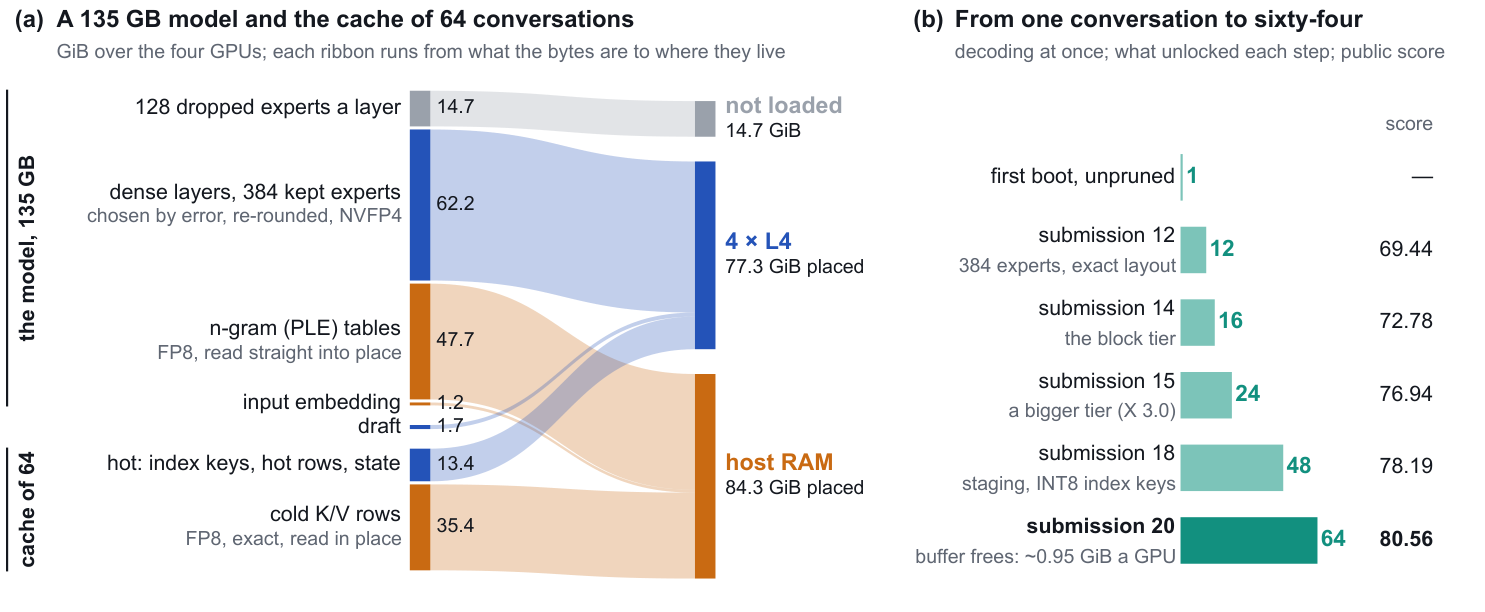 (a) A 135 GB model and the cache of 64 conversations
GiB over the four GPUs; each ribbon runs from what the bytes are to where they live
the model, 135 GB
cache of 64
128 dropped experts a layer
14.7
dense layers, 384 kept experts
chosen by error, re-rounded, NVFP4
62.2
n-gram (PLE) tables
FP8, read straight into place
47.7
input embedding
1.2
draft
1.7
hot: index keys, hot rows, state
13.4
cold K/V rows
FP8, exact, read in place
35.4
not loaded
14.7 GiB
4 × L4
77.3 GiB placed
host RAM
84.3 GiB placed
(b) From one conversation to sixty-four
decoding at once; what unlocked each step; public score
score
first boot, unpruned 1 —
submission 12
384 experts, exact layout
12 69.44
submission 14
the block tier
16 72.78
submission 15
a bigger tier (X 3.0)
24 76.94
submission 18
staging, INT8 index keys
48 78.19
submission 20
buffer frees: ~0.95 GiB a GPU
64 80.56